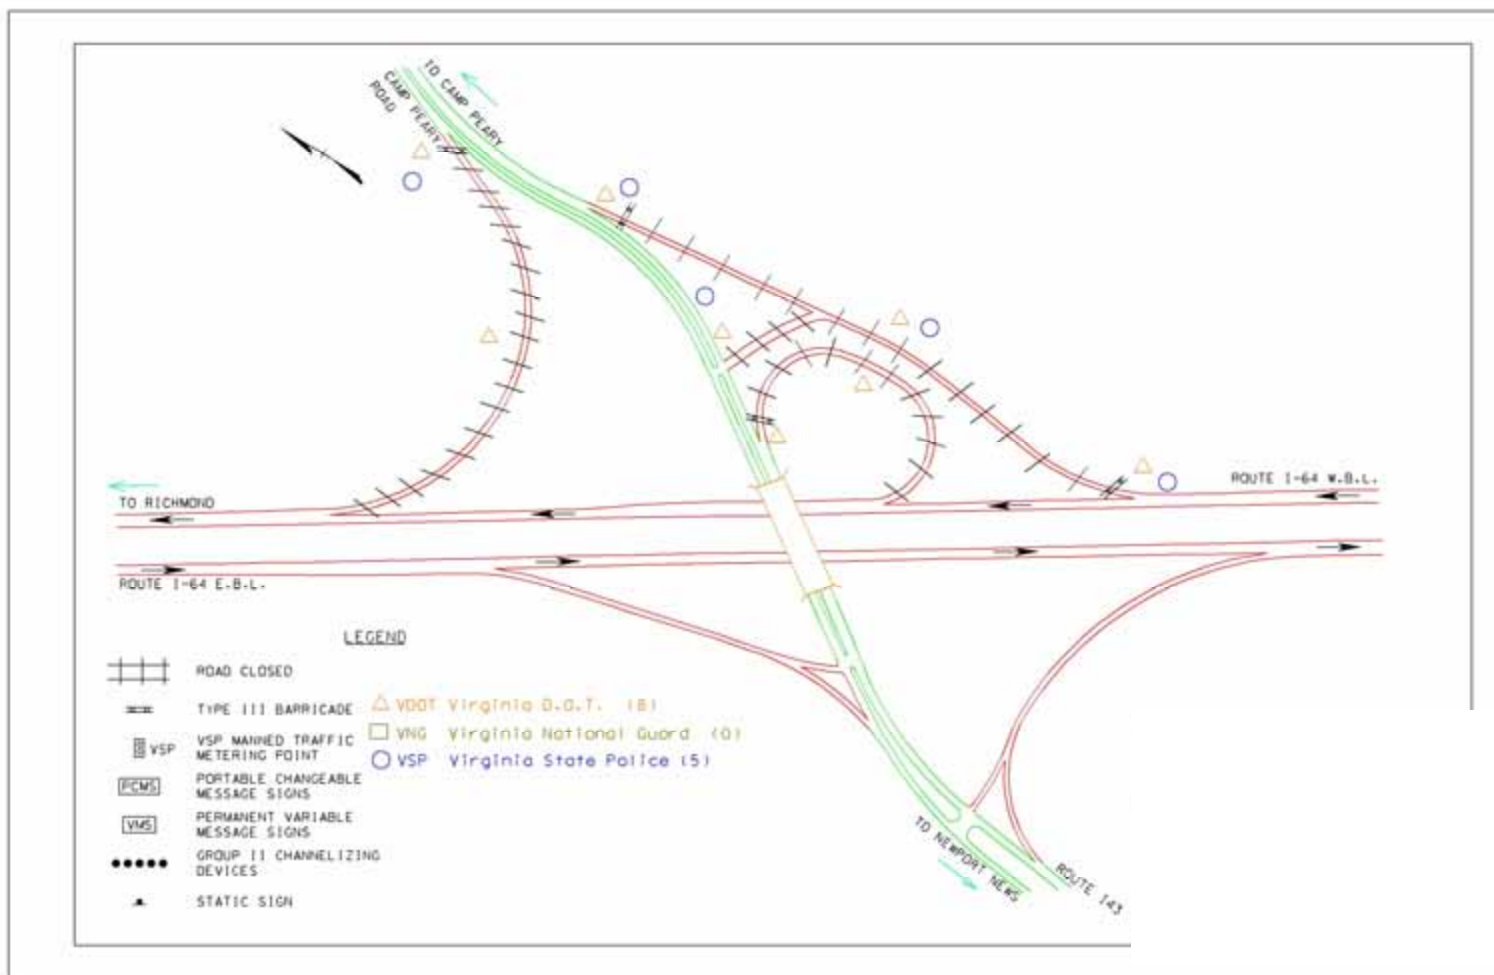 TO CAMP PEARY
CAMP PEARY
ROAD
ROUTE I-64 W.B.L.
TO RICHMOND
ROUTE I-64 E.B.L.
LEGEND
ROAD CLOSED
TYPE III BARRICADE
VSP VSP MANNED TRAFFIC
METERING POINT
PCMS PORTABLE CHANGEABLE
MESSAGE SIGNS
VMS PERMANENT VARIABLE
MESSAGE SIGNS
GROUP II CHANNELIZING
DEVICES
STATIC SIGN
VDOT Virginia D.O.T. (8)
VNG Virginia National Guard (0)
VSP Virginia State Police (5)
TO NEWPORT NEWS
ROUTE 143